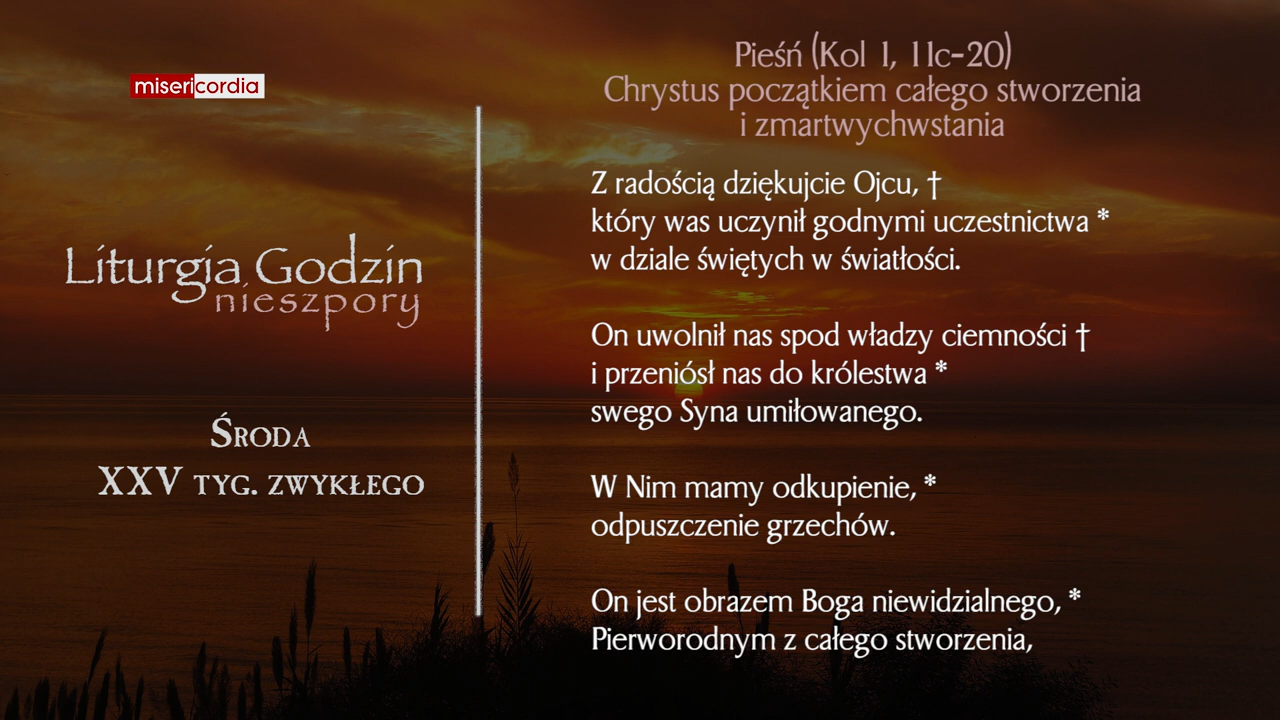 misericordia
Liturgia Godzin
nieszpory
Środa
XXV tyg. zwykłego
Pieśń (Kol 1, 11c-20)
Chrystus początkiem całego stworzenia
i zmartwychwstania
Z radością dziękujcie Ojcu, †
który was uczynił godnymi uczestnictwa *
w dziale świętych w światłości.
On uwolnił nas spod władzy ciemności †
i przeniósł nas do królestwa *
swego Syna umiłowanego.
W Nim mamy odkupienie, *
odpuszczenie grzechów.
On jest obrazem Boga niewidzialnego, *
Pierworodnym z całego stworzenia,